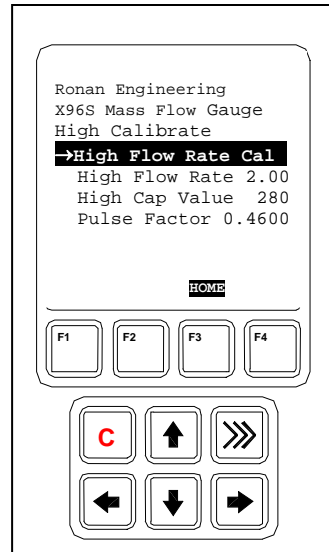 Ronan Engineering
X96S Mass Flow Gauge
High Calibrate
→High Flow Rate Cal
High Flow Rate 2.00
High Cap Value 280
Pulse Factor 0.4600
HOME
F1 F2 F3 F4
C